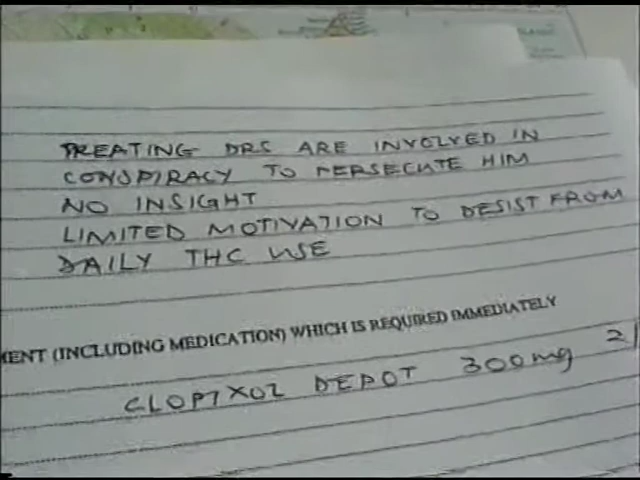 TREATING DRS ARE INVOLVED IN
CONSPIRACY TO PERSECUTE HIM
NO INSIGHT
LIMITED MOTIVATION TO DESIST FROM
DAILY THC USE
MENT (INCLUDING MEDICATION) WHICH IS REQUIRED IMMEDIATELY
CLOPIXOL DEPOT 300mg 2/